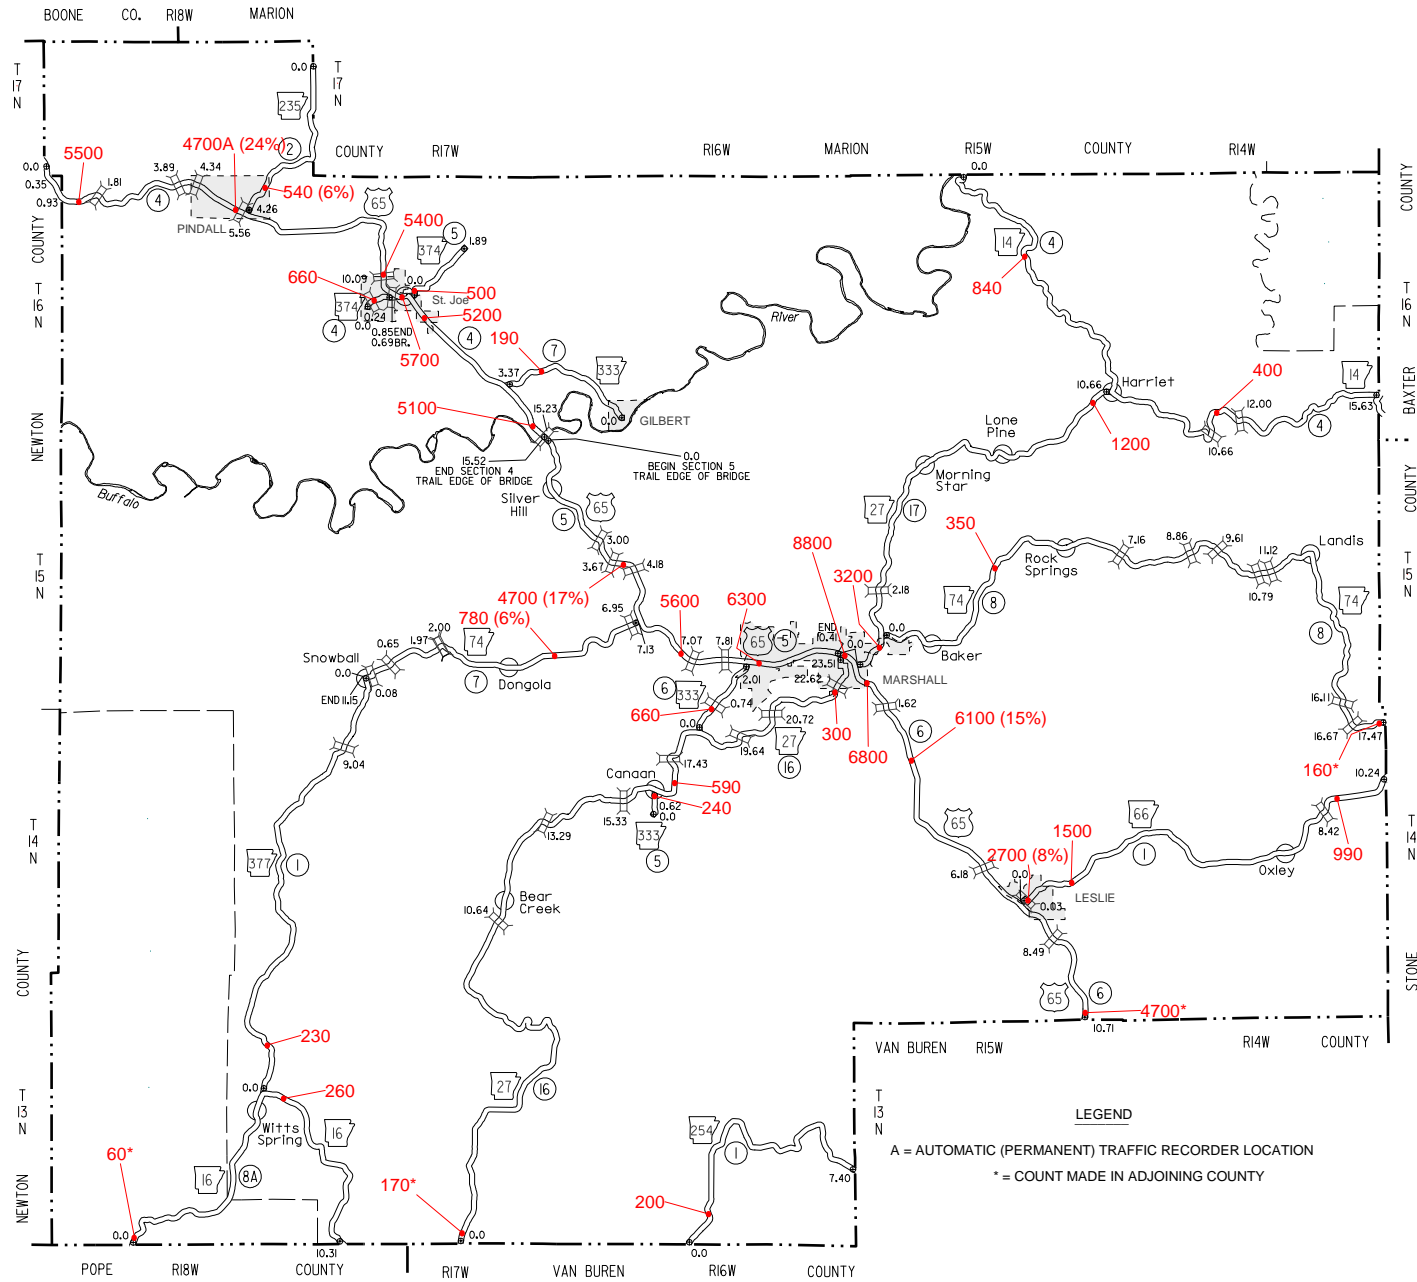 BOONE CO. R18W MARION
T 17 N
0.0
T 17 N
235
4700A (24%)
2
COUNTY R17W R16W MARION R15W COUNTY R14W
0.0
5500
0.0
0.35
0.93
1.81
3.89
4.34
4
540 (6%)
4.26
PINDALL
5.56
65
5400
5
374
1.89
14
4
840
COUNTY
COUNTY
T 16 N
660
10.09
0.0
500
St. Joe
374
0.24
0.0
4
0.85END
0.69BR.
5200
5700
4
190
7
3.37
333
River
0.0
GILBERT
T 16 N
400
14
15.63
12.00
4
10.66
10.66
Harriet
1200
BAXTER
NEWTON
5100
15.23
15.52
END SECTION 4
TRAIL EDGE OF BRIDGE
0.0
BEGIN SECTION 5
TRAIL EDGE OF BRIDGE
Buffalo
Silver
Hill
65
5
Lone
Pine
Morning
Star
27
17
COUNTY
T 15 N
3.00
3.67
4.18
4700 (17%)
8800
3200
2.18
350
Rock
Springs
7.16
8.86
9.61
11.12
10.79
Landis
T 15 N
74
8
74
8
780 (6%)
6.95
7.13
5600
7.07
7.81
6300
65
5
END
10.41
0.0
0.0
Baker
Snowball
0.0
0.65
1.97
2.00
74
7
Dongola
0.08
END 11.15
6
333
2.01
0.74
23.51
22.62
MARSHALL
660
0.0
20.72
19.64
27
16
300
6800
1.62
6
6100 (15%)
16.11
16.67
17.47
160*
10.24
9.04
17.43
Canaan
590
240
0.62
0.0
333
5
15.33
13.29
65
66
1
1500
8.42
990
T 14 N
T 14 N
377
1
Bear
Creek
10.64
2700 (8%)
6.18
0.0
0.13
LESLIE
Oxley
8.49
COUNTY
65
6
4700*
10.71
STONE
230
VAN BUREN R15W R14W COUNTY
0.0
260
27
16
T 13 N
Witts
Spring
16
T 13 N
LEGEND
254
1
A = AUTOMATIC (PERMANENT) TRAFFIC RECORDER LOCATION
* = COUNT MADE IN ADJOINING COUNTY
60*
16
8A
170*
7.40
200
NEWTON
0.0
10.31
0.0
0.0
POPE R18W COUNTY R17W VAN BUREN R16W COUNTY